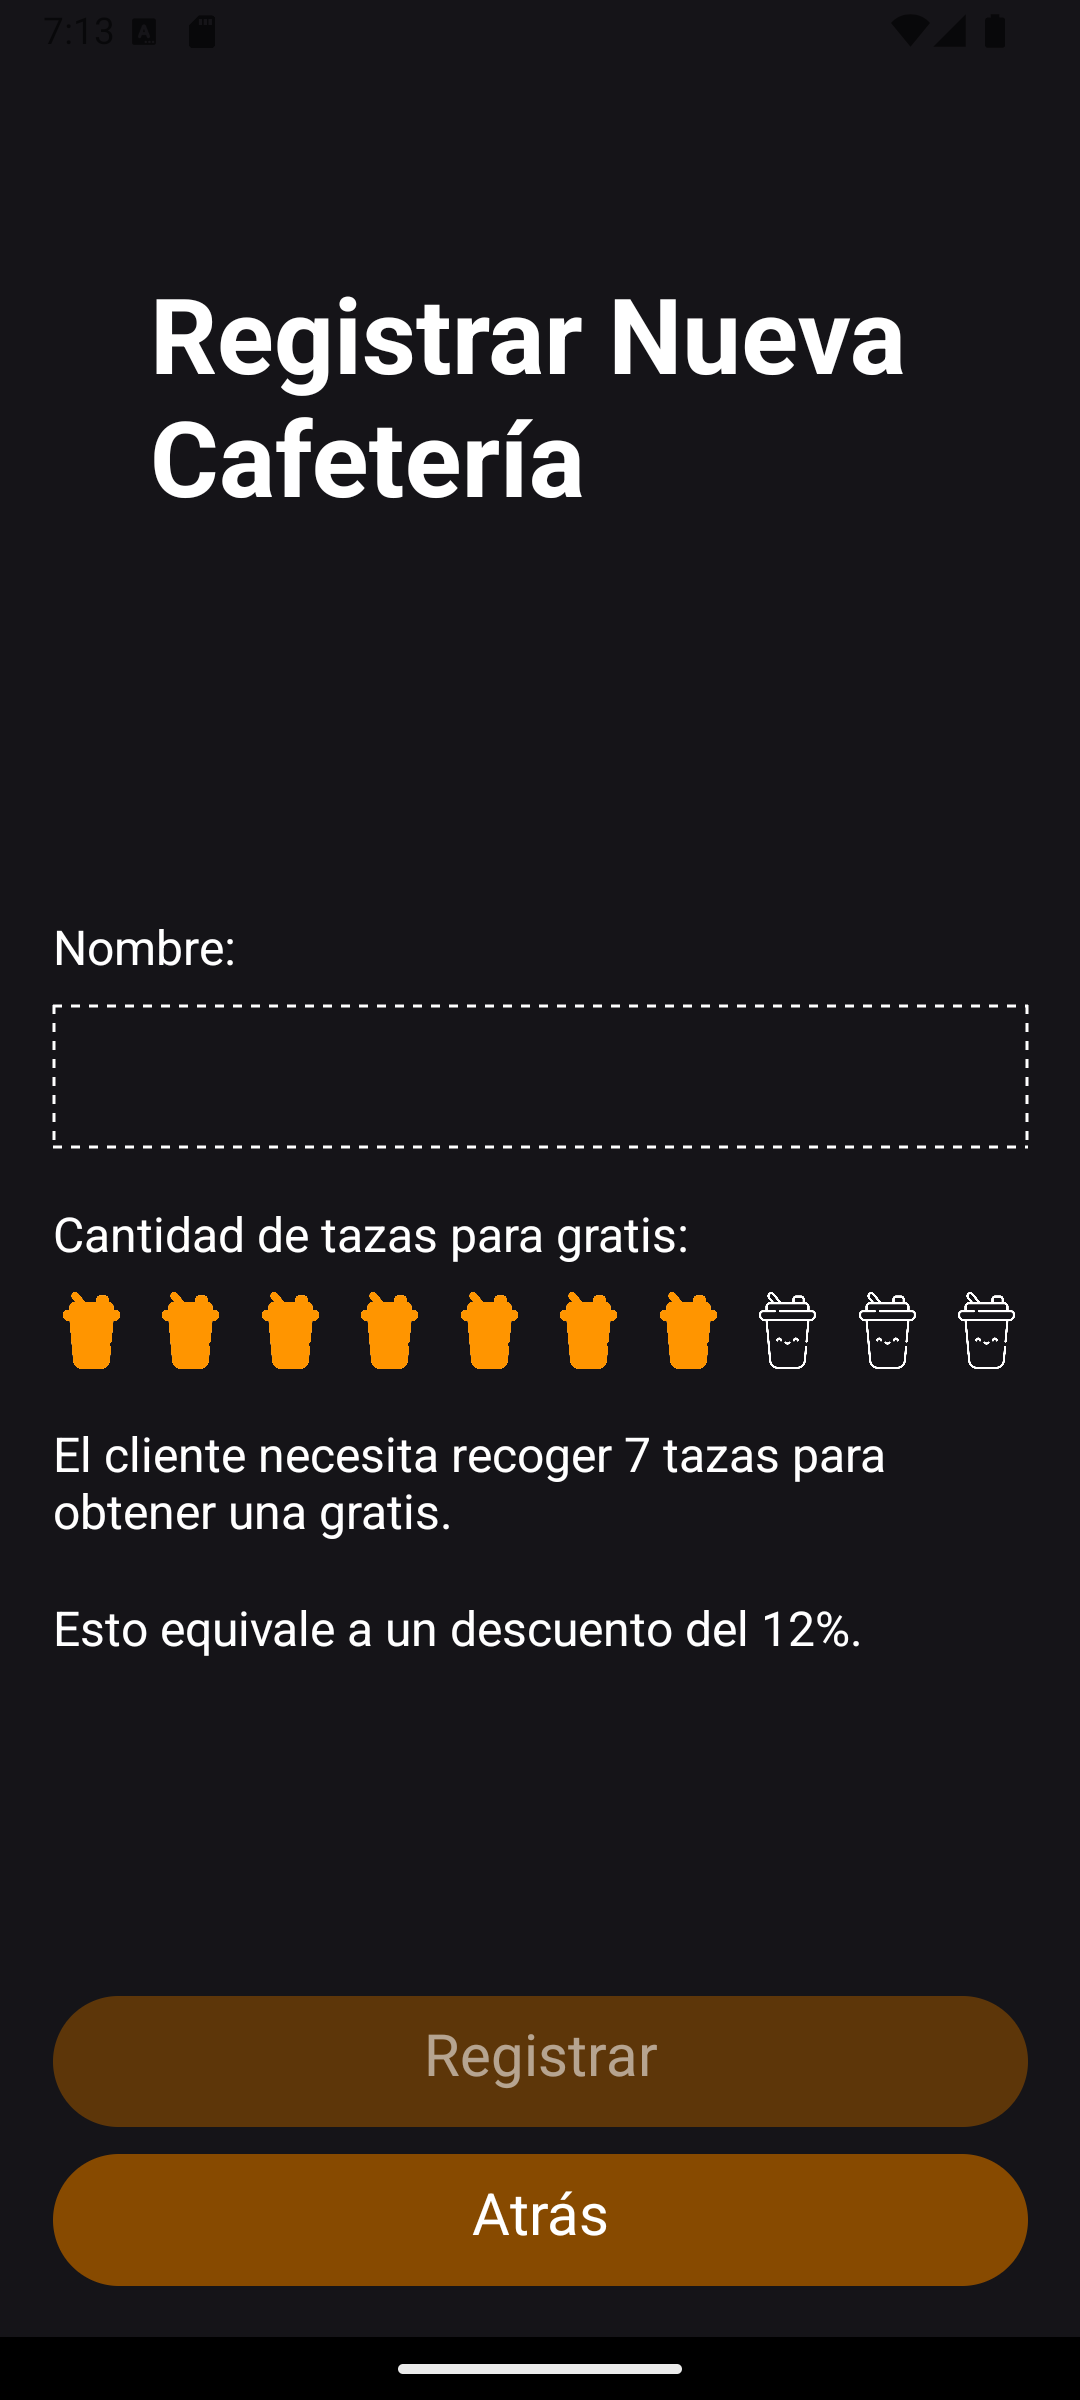 7:13
Registrar Nueva
Cafetería
Nombre:
Cantidad de tazas para gratis:
El cliente necesita recoger 7 tazas para
obtener una gratis.
Esto equivale a un descuento del 12%.
Registrar
Atrás